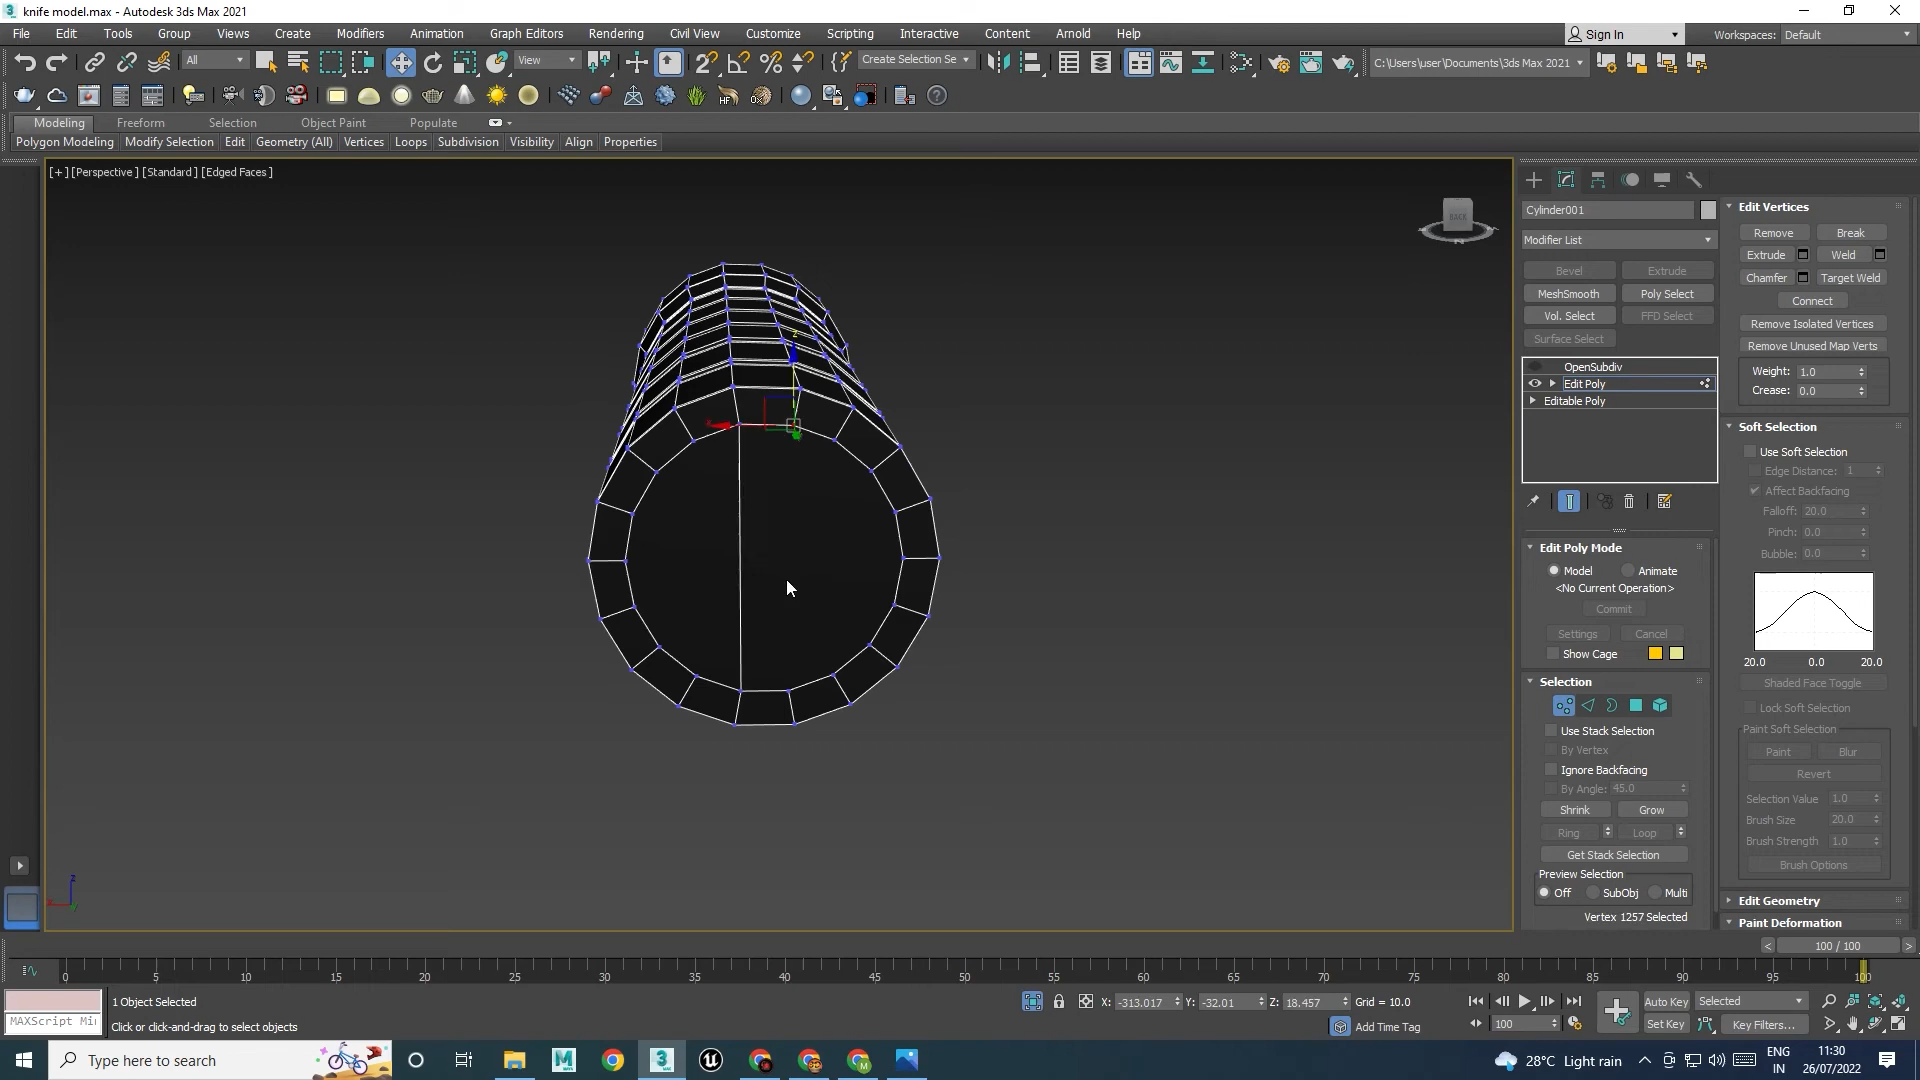 knife model.max - Autodesk 3ds Max 2021
File Edit Tools Group Views Create Modifiers Animation Graph Editors Rendering Civil View Customize Scripting Interactive Content Arnold Help
Sign In Workspaces: Default
All View Create Selection Se C:\Users\user\Documents\3ds Max 2021
Modeling Freeform Selection Object Paint Populate
Polygon Modeling Modify Selection Edit Geometry (All) Vertices Loops Subdivision Visibility Align Properties
[+] [Perspective] [Standard] [Edged Faces]
BACK
Cylinder001
Modifier List
Bevel Extrude
MeshSmooth Poly Select
Vol. Select FFD Select
Surface Select
OpenSubdiv
Edit Poly
Editable Poly
Edit Poly Mode
Model Animate
<No Current Operation>
Commit
Settings Cancel
Show Cage
Selection
Use Stack Selection
By Vertex
Ignore Backfacing
By Angle: 45.0
Shrink Grow
Ring Loop
Get Stack Selection
Preview Selection
Off SubObj Multi
Vertex 1257 Selected
Edit Vertices
Remove Break
Extrude Weld
Chamfer Target Weld
Connect
Remove Isolated Vertices
Remove Unused Map Verts
Weight: 1.0
Crease: 0.0
Soft Selection
Use Soft Selection
Edge Distance: 1
Affect Backfacing
Falloff: 20.0
Pinch: 0.0
Bubble: 0.0
20.0 0.0 20.0
Shaded Face Toggle
Lock Soft Selection
Paint Soft Selection
Paint Blur
Revert
Selection Value 1.0
Brush Size 20.0
Brush Strength 1.0
Brush Options
Edit Geometry
Paint Deformation
100 / 100
0 5 10 15 20 25 30 35 40 45 50 55 60 65 70 75 80 85 90 95 100
1 Object Selected
X: -313.017 Y: -32.01 Z: 18.457 Grid = 10.0
Auto Key Selected
MAXScript Mi
Click or click-and-drag to select objects
Add Time Tag
100
Set Key Key Filters...
Type here to search
28°C Light rain
ENG
IN
11:30
26/07/2022